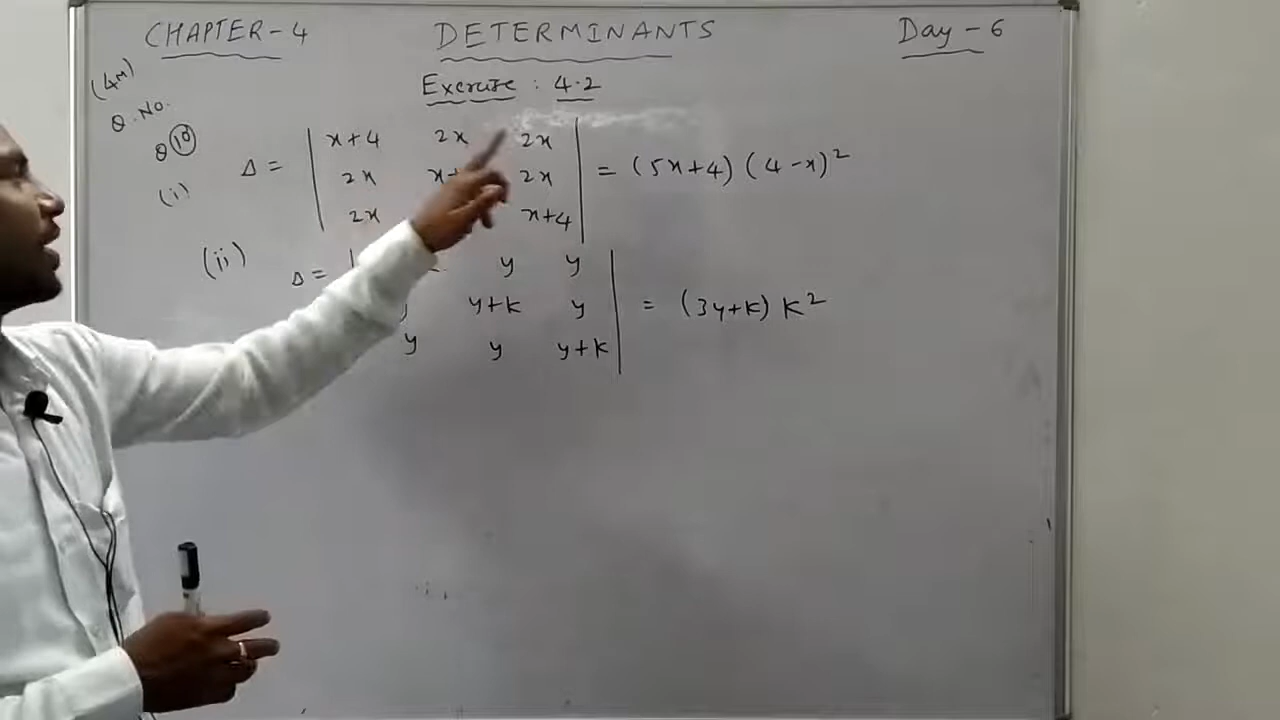 CHAPTER-4 DETERMINANTS Day-6
(4M) Exercise : 4.2
Q.No.
Q(10) Δ = | x+4 2x 2x |
(i) | 2x 2x | = (5x+4) (4-x)²
| 2x x+4 |
(ii) Δ = | y y |
y+k y | = (3y+k) k²
y y y+k |